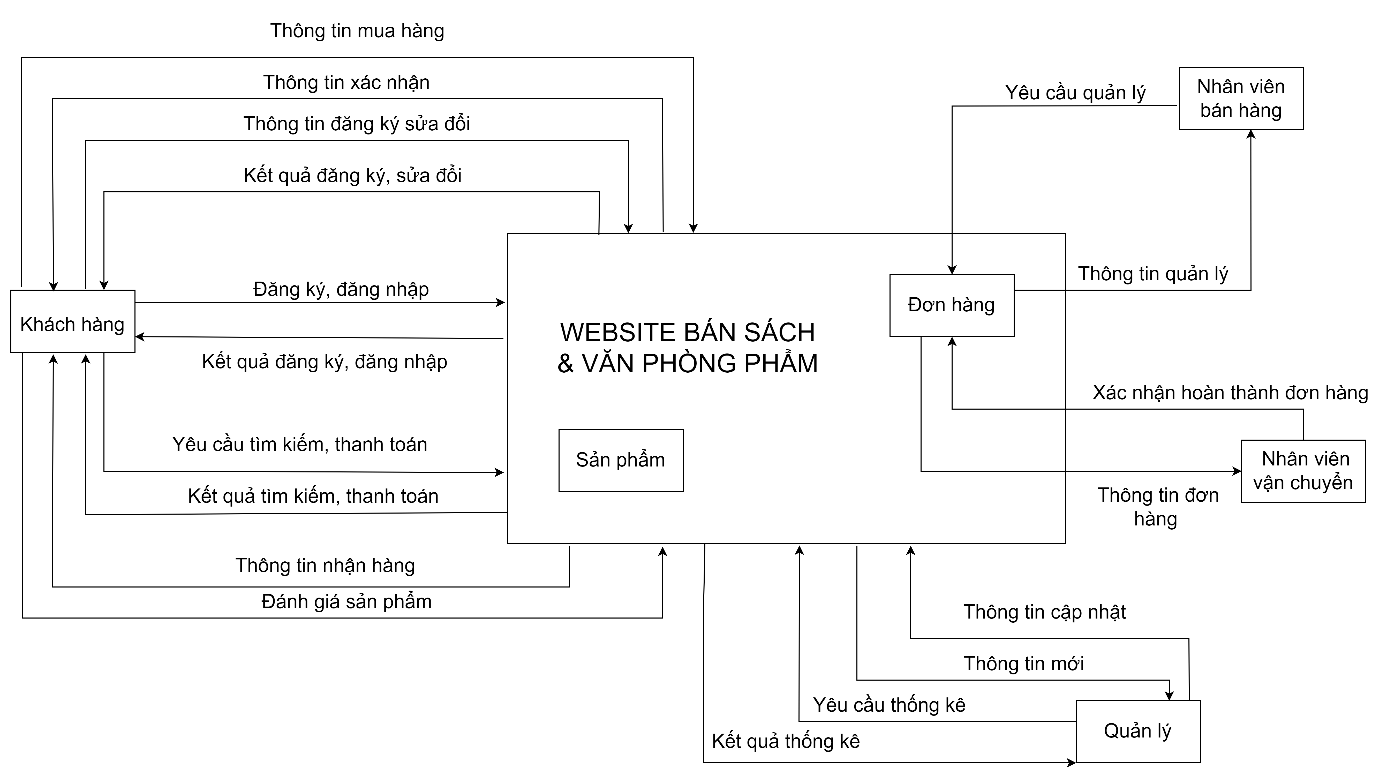 Thông tin mua hàng
Thông tin xác nhận
Thông tin đăng ký sửa đổi
Kết quả đăng ký, sửa đổi
Yêu cầu quản lý
Nhân viên
bán hàng
Thông tin quản lý
Đăng ký, đăng nhập
Khách hàng
Kết quả đăng ký, đăng nhập
WEBSITE BÁN SÁCH
& VĂN PHÒNG PHẨM
Đơn hàng
Xác nhận hoàn thành đơn hàng
Yêu cầu tìm kiếm, thanh toán
Sản phẩm
Nhân viên
vận chuyển
Kết quả tìm kiếm, thanh toán
Thông tin đơn
hàng
Thông tin nhận hàng
Đánh giá sản phẩm
Thông tin cập nhật
Thông tin mới
Yêu cầu thống kê
Quản lý
Kết quả thống kê